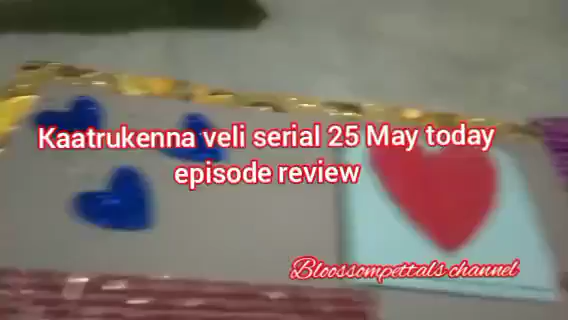 Kaatrukenna veli serial 25 May today
episode review
Bloossompettals channel